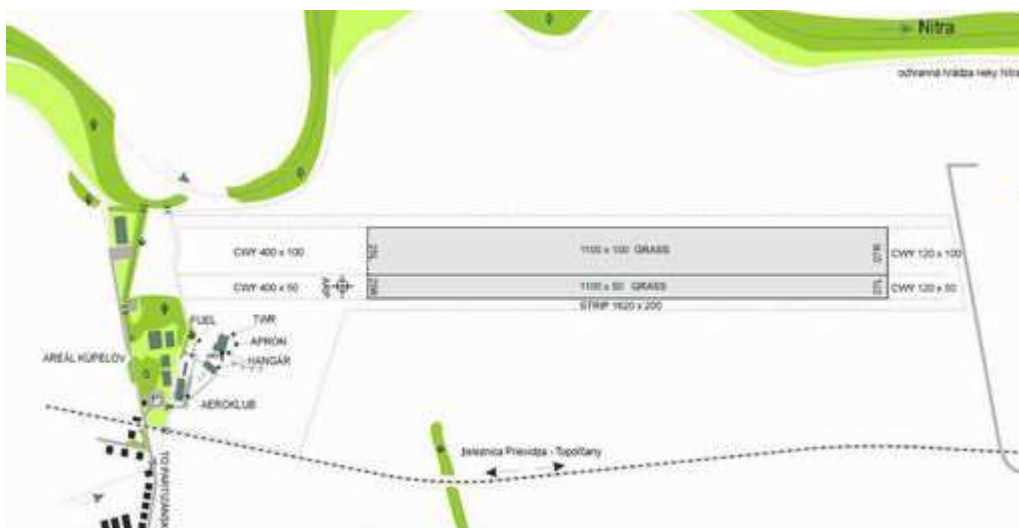 Nitra
ochranná hrádza rieky Nitra
CWY 400 x 100
1100 x 100 GRASS
CWY 120 x 100
CWY 400 x 50
ARP
1100 x 50 GRASS
CWY 120 x 50
STRIP 1620 x 200
FUEL
TWR
APRON
HANGÁR
AREÁL KÚPEĽOV
AEROKLUB
železnica Prievidza - Topoľčany